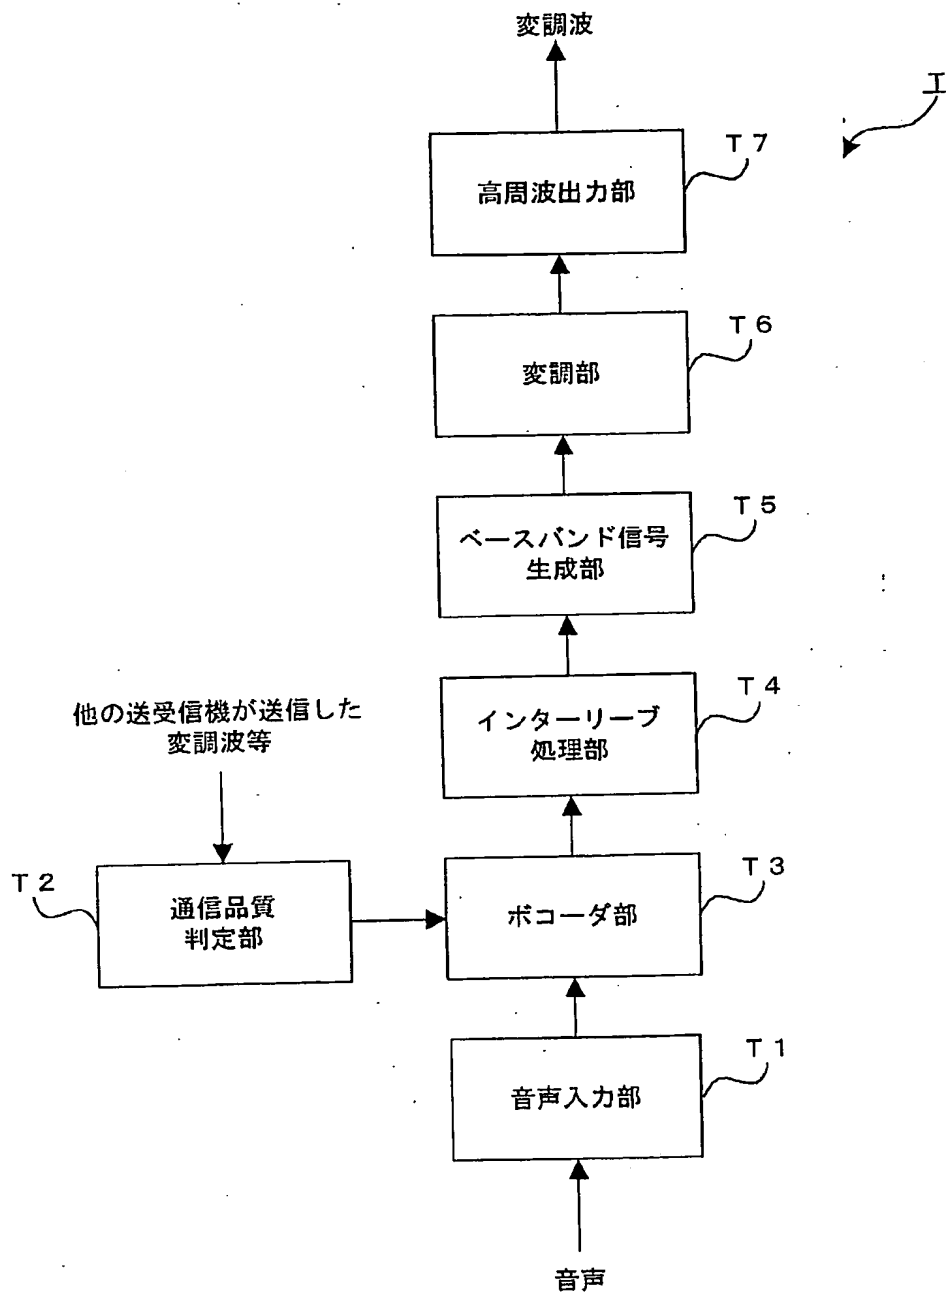 変調波
T
T7
高周波出力部
T6
変調部
T5
ベースバンド信号
生成部
T4
インターリーブ
処理部
他の送受信機が送信した
変調波等
T2
通信品質
判定部
T3
ボコーダ部
T1
音声入力部
音声